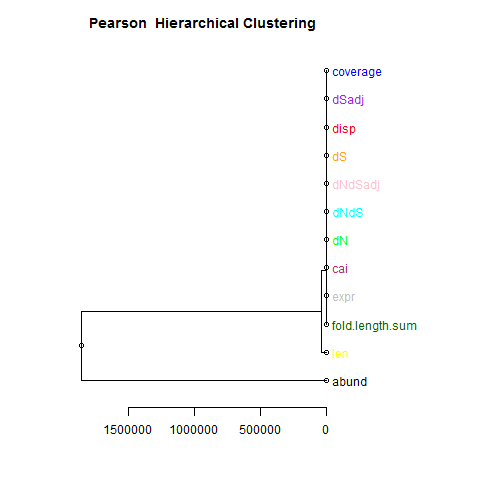 Pearson Hierarchical Clustering
coverage
dSadj
disp
dS
dNdSadj
dNdS
dN
cai
expr
fold.length.sum
len
abund
1500000 1000000 500000 0